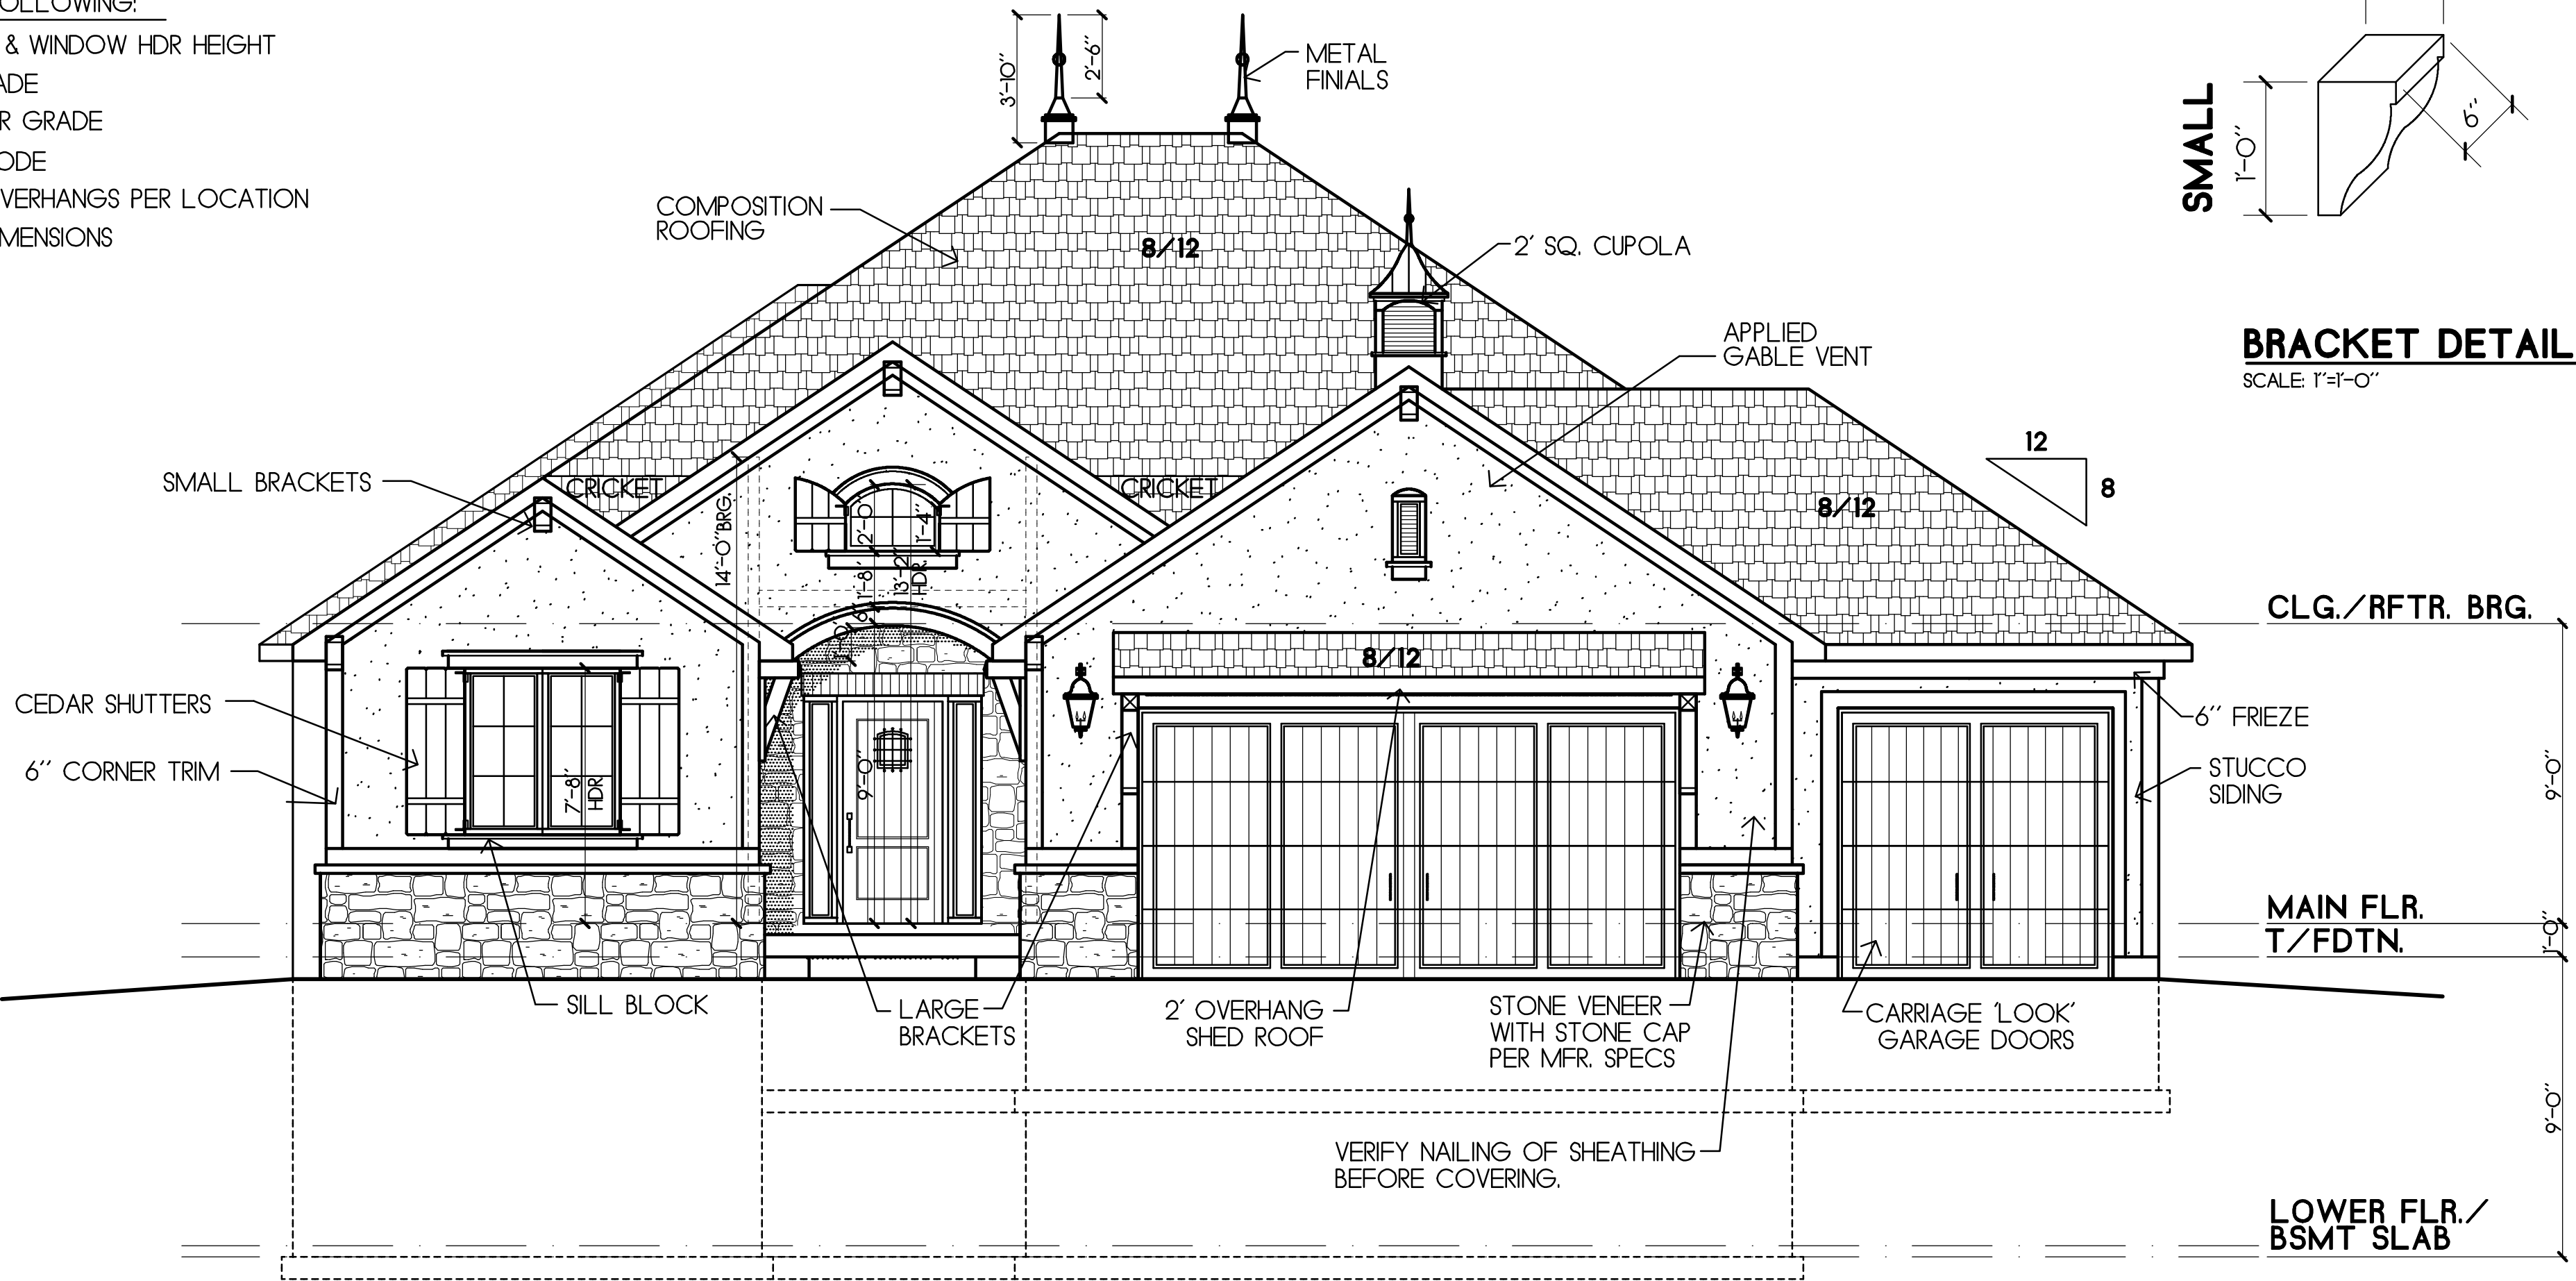 OLLOWING:
& WINDOW HDR HEIGHT
ADE
R GRADE
ODE
VERHANGS PER LOCATION
MENSIONS
3'-10"
2'-6"
METAL
FINIALS
SMALL
1'-0"
6"
COMPOSITION
ROOFING
8/12
2' SQ. CUPOLA
APPLIED
GABLE VENT
BRACKET DETAIL
SCALE: 1"=1'-0"
12
8
SMALL BRACKETS
CRICKET
CRICKET
8/12
14'-0" BRG.
2'-0"
1'-4"
1'-8"
13'-2"
HDR.
6"
1'-0"
CLG./RFTR. BRG.
8/12
CEDAR SHUTTERS
6" CORNER TRIM
7'-8"
HDR
9'-0"
6" FRIEZE
STUCCO
SIDING
9'-0"
MAIN FLR.
T/FDTN.
1'-0"
SILL BLOCK
LARGE
BRACKETS
2' OVERHANG
SHED ROOF
STONE VENEER
WITH STONE CAP
PER MFR. SPECS
CARRIAGE 'LOOK'
GARAGE DOORS
9'-0"
VERIFY NAILING OF SHEATHING
BEFORE COVERING.
LOWER FLR./
BSMT SLAB